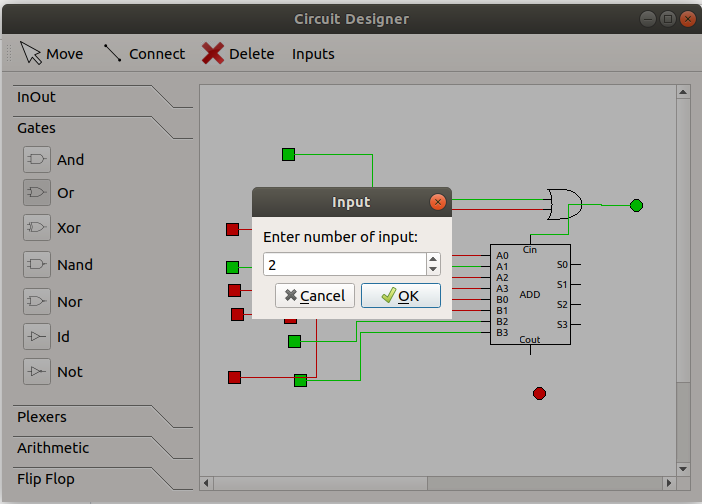 Circuit Designer
Move Connect Delete Inputs
InOut
Gates
And
Or
Xor
Nand
Nor
Id
Not
Plexers
Arithmetic
Flip Flop
Input
Enter number of input:
2
Cancel OK
Cin
A0
A1
A2
A3
B0
B1
B2
B3
ADD
S0
S1
S2
S3
Cout